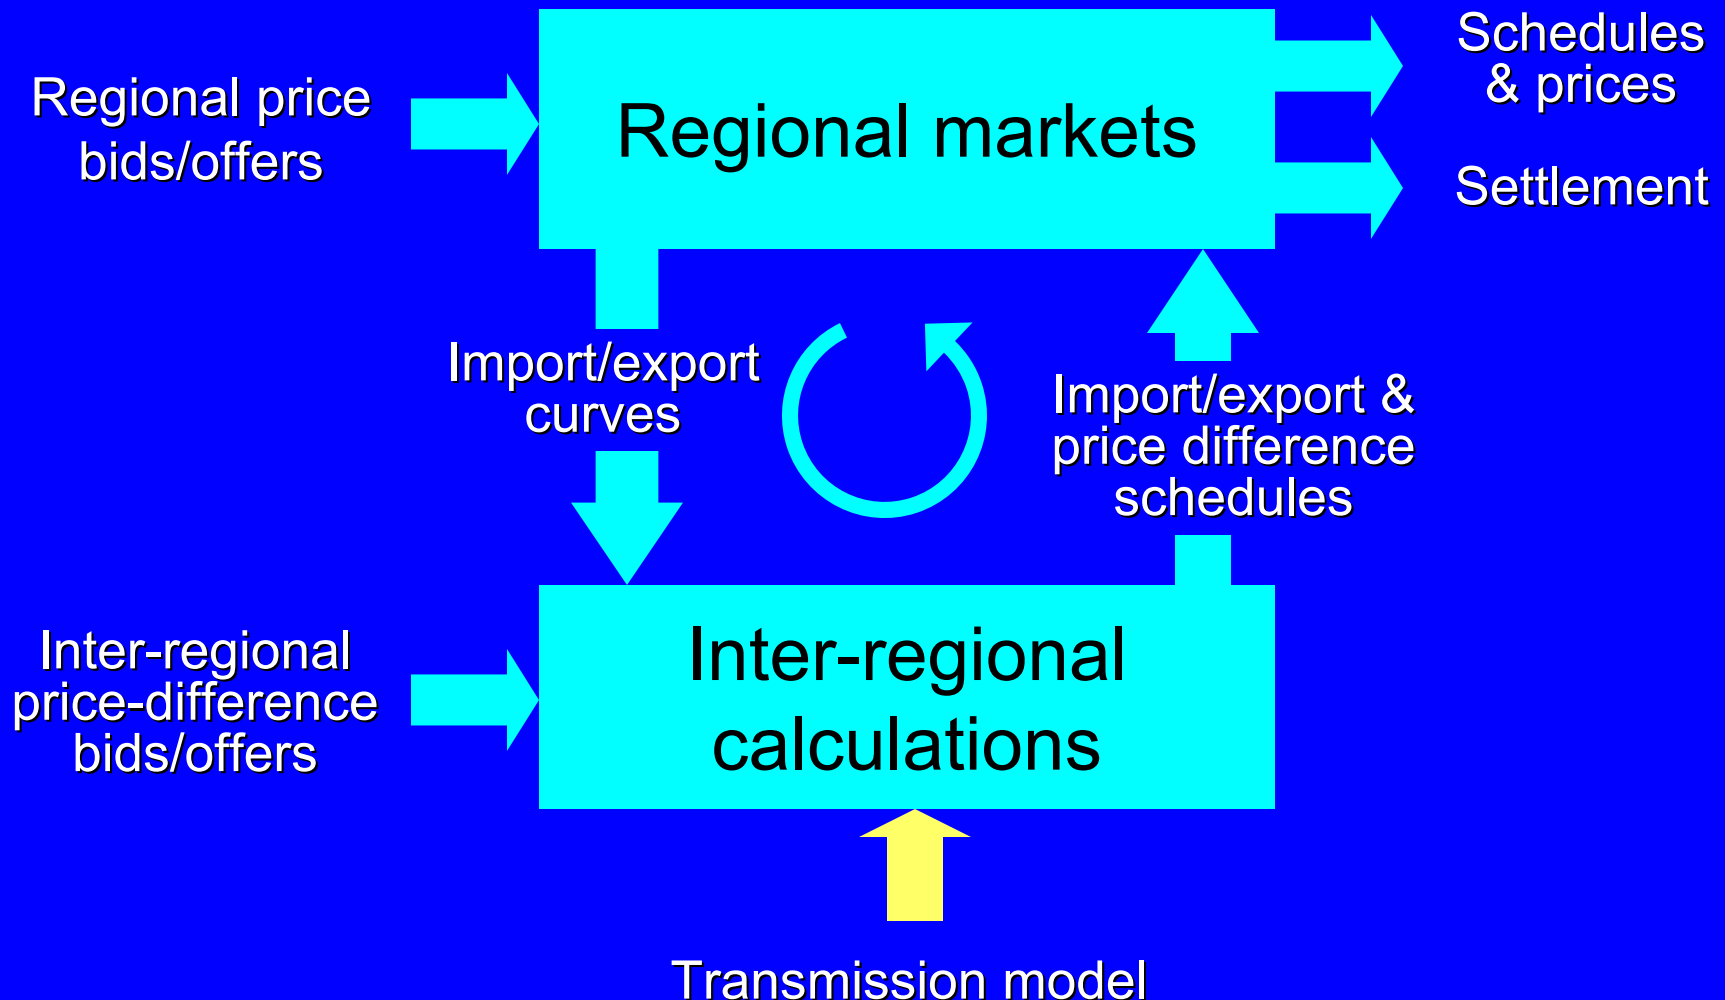 Schedules
& prices
Regional price
bids/offers
Regional markets
Settlement
Import/export
curves
Import/export &
price difference
schedules
Inter-regional
price-difference
bids/offers
Inter-regional
calculations
Transmission model